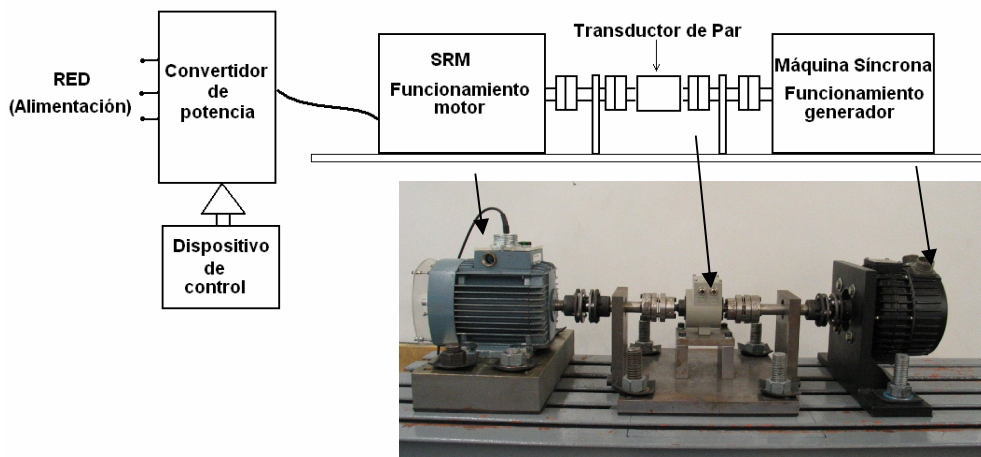 RED
(Alimentación)
Convertidor
de
potencia
Dispositivo
de
control
SRM
Funcionamiento
motor
Transductor de Par
Máquina Síncrona
Funcionamiento
generador